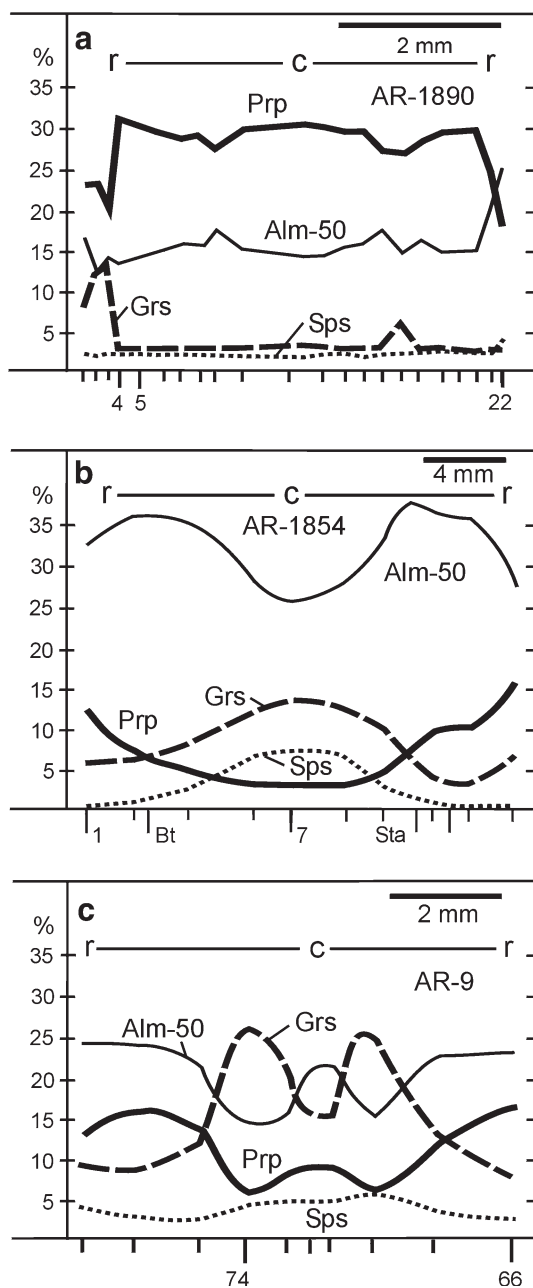 a
2 mm
% r c r
Prp AR-1890
35
30
25
20
Alm-50
15
10
Grs Sps
5
4 5 22
b
4 mm
% r c r
35
AR-1854
30
Alm-50
25
20
15
Grs
Prp
10
Sps
5
1 Bt 7 Sta
c
2 mm
%
35 r c r
AR-9
30
Alm-50 Grs
25
20
15
10
Prp
5
Sps
74 66